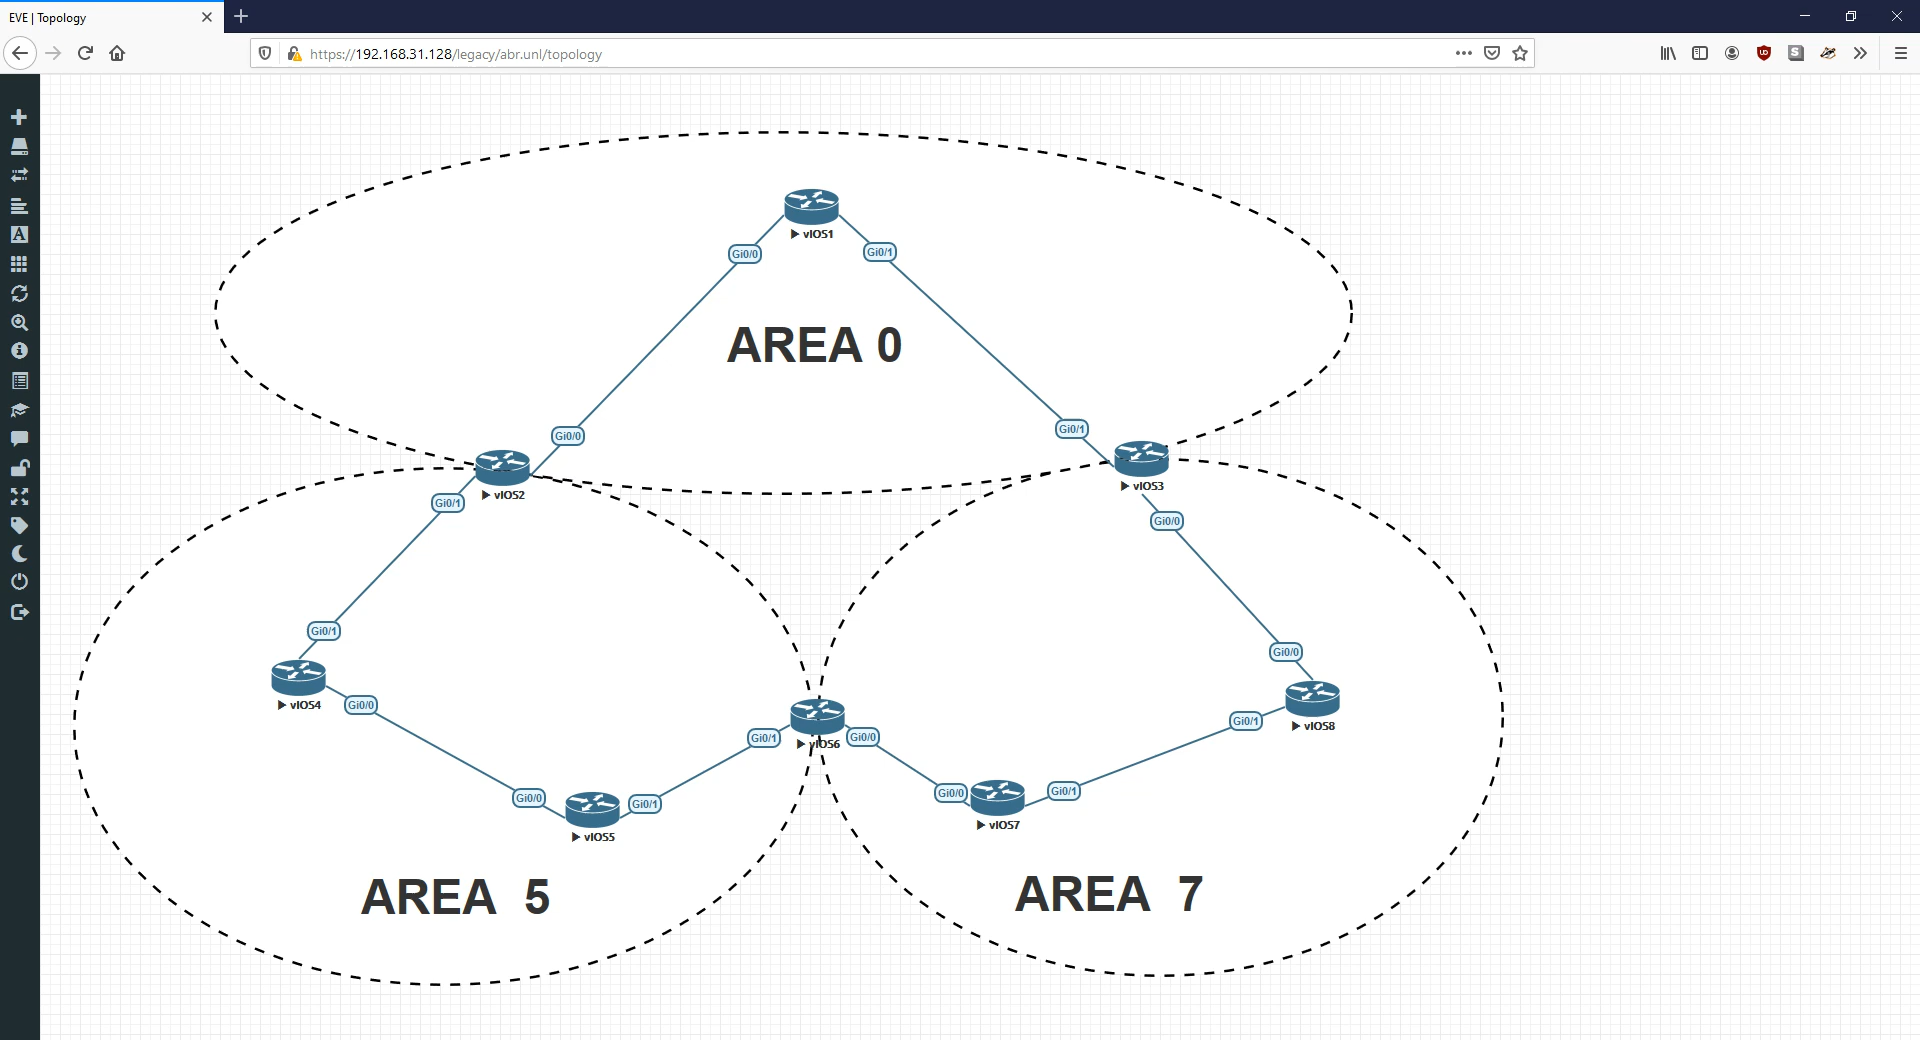 EVE | Topology
https://192.168.31.128/legacy/abr.unl/topology
vIOS1
Gi0/0
Gi0/1
AREA 0
Gi0/0
Gi0/1
vIOS2
vIOS3
Gi0/1
Gi0/0
Gi0/1
Gi0/0
vIOS4
Gi0/0
vIOS6
Gi0/1
Gi0/0
Gi0/1
vIOS8
Gi0/0
Gi0/1
vIOS5
Gi0/0
Gi0/1
vIOS7
AREA 5
AREA 7